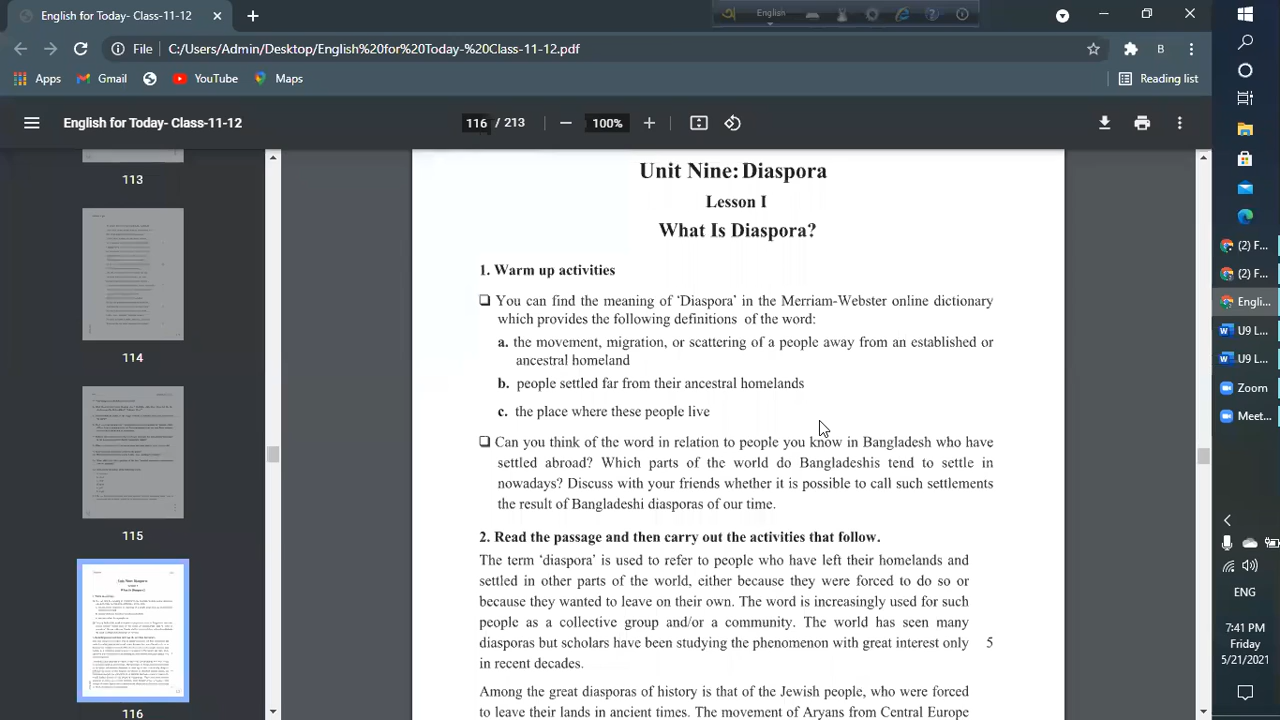 English for Today- Class-11-12
English
File
C:/Users/Admin/Desktop/English%20for%20Today-%20Class-11-12.pdf
B
Apps
Gmail
YouTube
Maps
Reading list
English for Today- Class-11-12
116 / 213
100%
113
114
115
116
Unit Nine: Diaspora
Lesson I
What Is Diaspora?
1. Warm up activities
You can find the meaning of ‘Diaspora’ in the Merriam-Webster online dictionary
which provides the following definitions of the word:
a. the movement, migration, or scattering of a people away from an established or
ancestral homeland
b. people settled far from their ancestral homelands
c. the place where these people live
Can you think of the word in relation to people you know in Bangladesh who have
settled abroad? Which parts of the world do Bangladeshis tend to settle in
nowadays? Discuss with your friends whether it is possible to call such settlements
the result of Bangladeshi diasporas of our time.
2. Read the passage and then carry out the activities that follow.
The term ‘diaspora’ is used to refer to people who have left their homelands and
settled in other parts of the world, either because they were forced to do so or
because they wanted to leave on their own. The word is increasingly used for such
people as a collective group and/or a community. The world has seen many
diasporas but have been studying the phenomenon with great interest only 5
in recent decades.
Among the great diasporas of history is that of the Jewish people, who were forced
to leave their lands in ancient times. The movement of Aryans from Central Europe
(2) F
(2) F
Engli...
U9 L
U9 L
Zoom
Meet...
ENG
7:41 PM
Friday